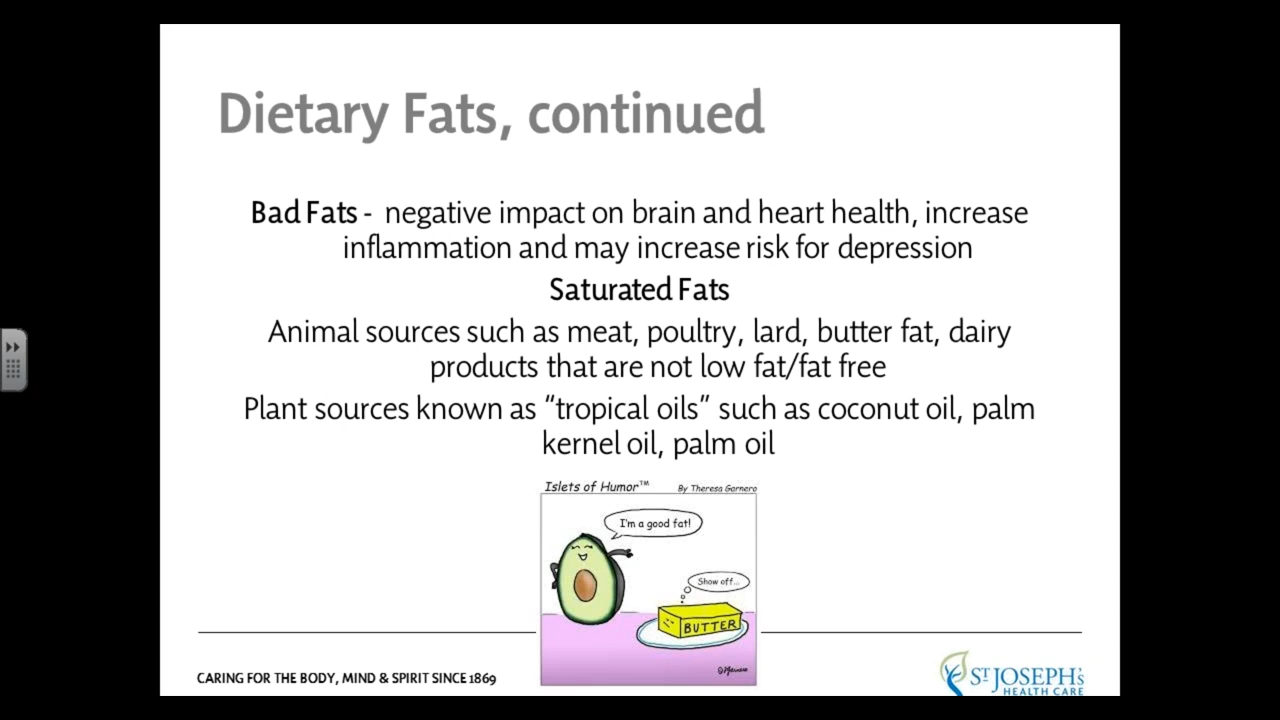 Dietary Fats, continued
Bad Fats - negative impact on brain and heart health, increase
inflammation and may increase risk for depression
Saturated Fats
Animal sources such as meat, poultry, lard, butter fat, dairy
products that are not low fat/fat free
Plant sources known as “tropical oils” such as coconut oil, palm
kernel oil, palm oil
Islets of Humor™ By Theresa Garnero
I'm a good fat!
Show off...
BUTTER
CARING FOR THE BODY, MIND & SPIRIT SINCE 1869
ST JOSEPH'S
HEALTH CARE